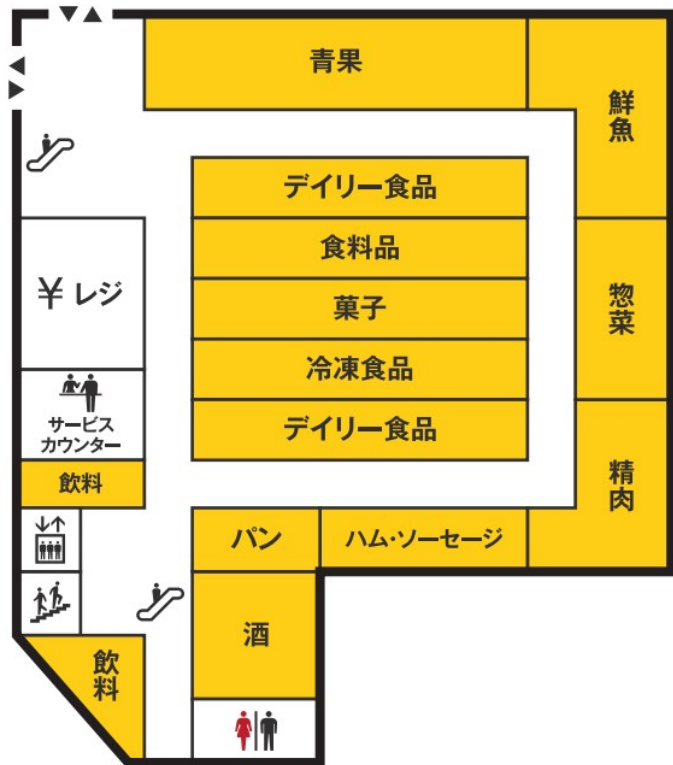 青果
鮮魚
デイリー食品
食料品
¥ レジ
菓子
惣菜
冷凍食品
サービス
カウンター
デイリー食品
飲料
精肉
パン
ハム・ソーセージ
酒
飲料